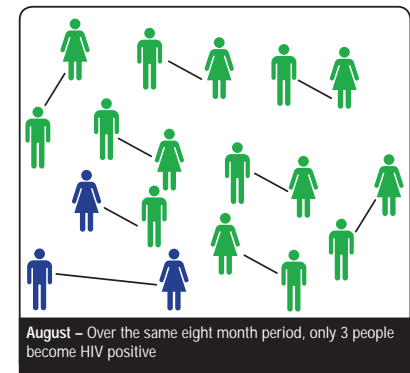 August – Over the same eight month period, only 3 people
become HIV positive